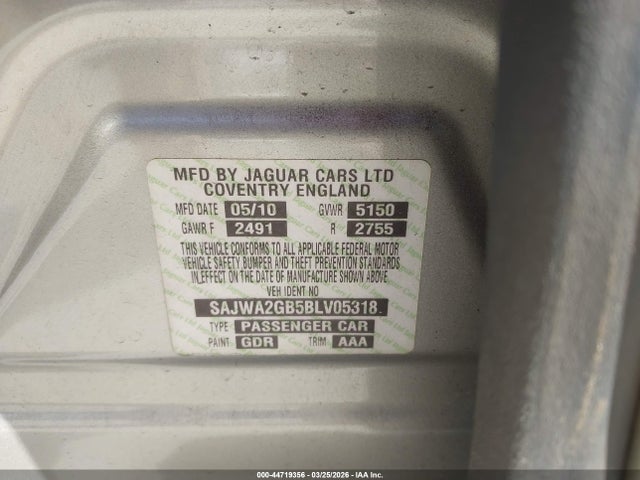 MFD BY JAGUAR CARS LTD
COVENTRY ENGLAND
MFD DATE 05/10 GVWR 5150
GAWR F 2491 R 2755
THIS VEHICLE CONFORMS TO ALL APPLICABLE FEDERAL MOTOR
VEHICLE SAFETY BUMPER AND THEFT PREVENTION STANDARDS
IN EFFECT ON THE DATE OF MANUFACTURE SHOWN ABOVE
VEH IDENT NO
SAJWA2GB5BLV05318.
TYPE PASSENGER CAR
PAINT GDR TRIM AAA
000-44719356 - 03/25/2026 - IAA Inc.